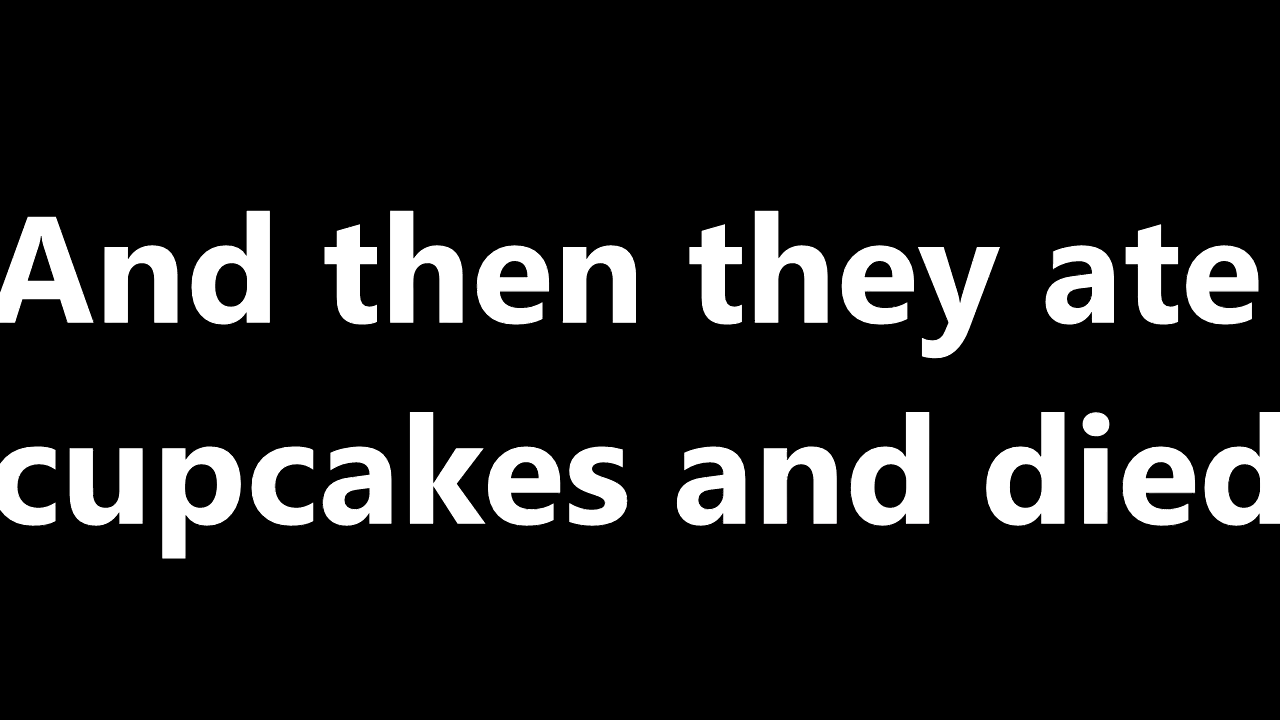 And then they ate
cupcakes and died